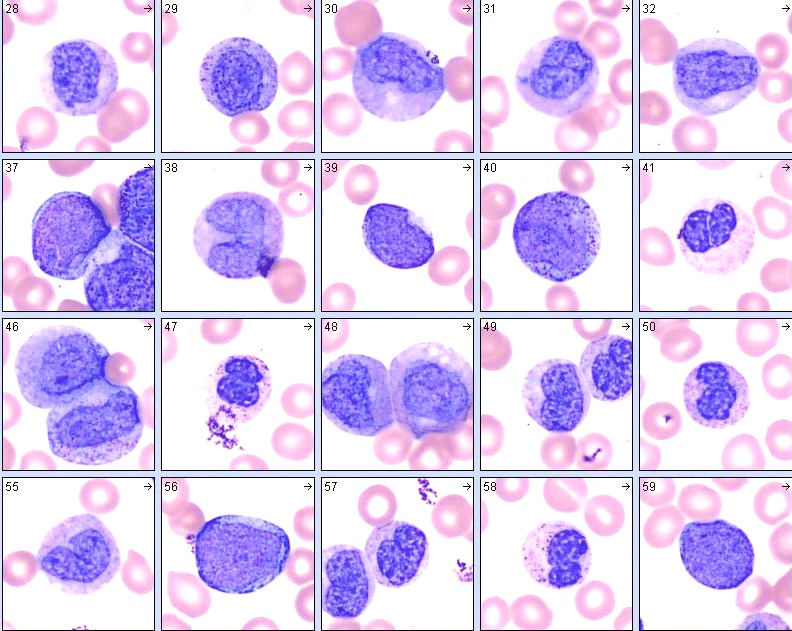 28 → 29 → 30 → 31 → 32 →
37 → 38 → 39 → 40 → 41 →
46 → 47 → 48 → 49 → 50 →
55 → 56 → 57 → 58 → 59 →